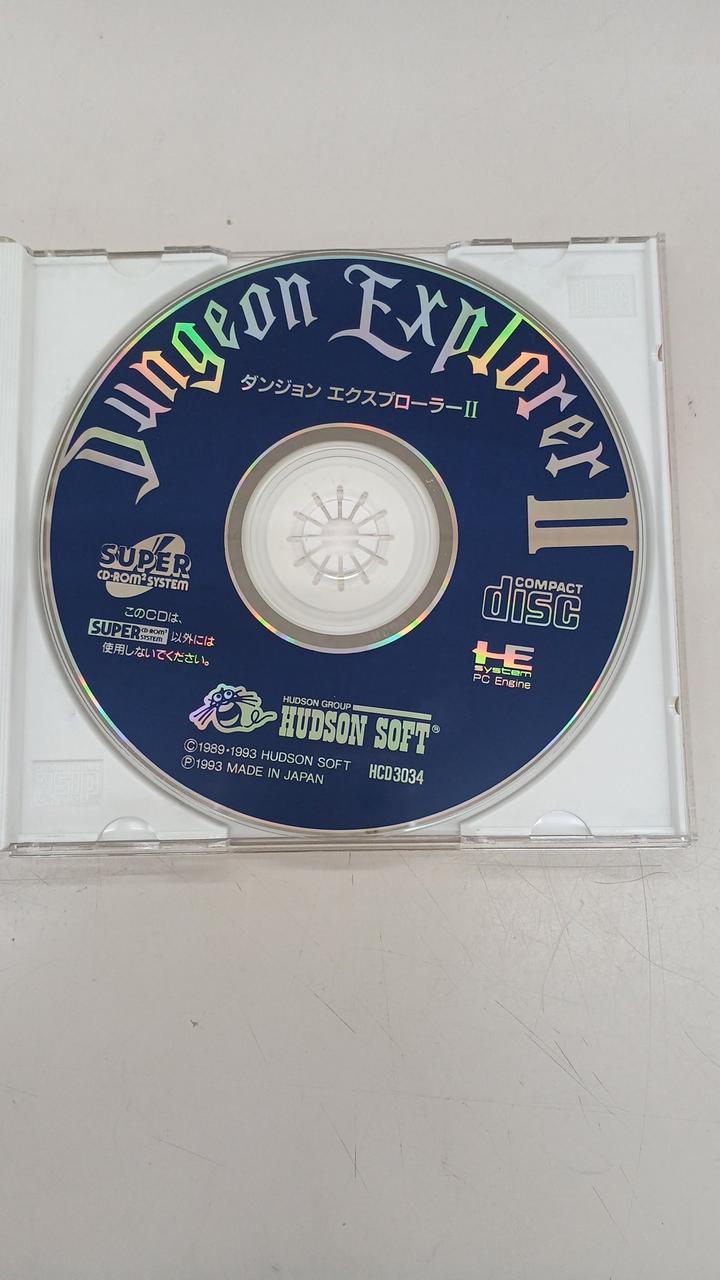 Dungeon Explorer II
ダンジョン エクスプローラーII
SUPER
CD-ROM² SYSTEM
COMPACT
disc
このCDは、
SUPER CD-ROM² SYSTEM 以外には
使用しないでください。
HE
System
PC Engine
HUDSON GROUP
HUDSON SOFT®
©1989・1993 HUDSON SOFT
Ⓟ1993 MADE IN JAPAN
HCD3034